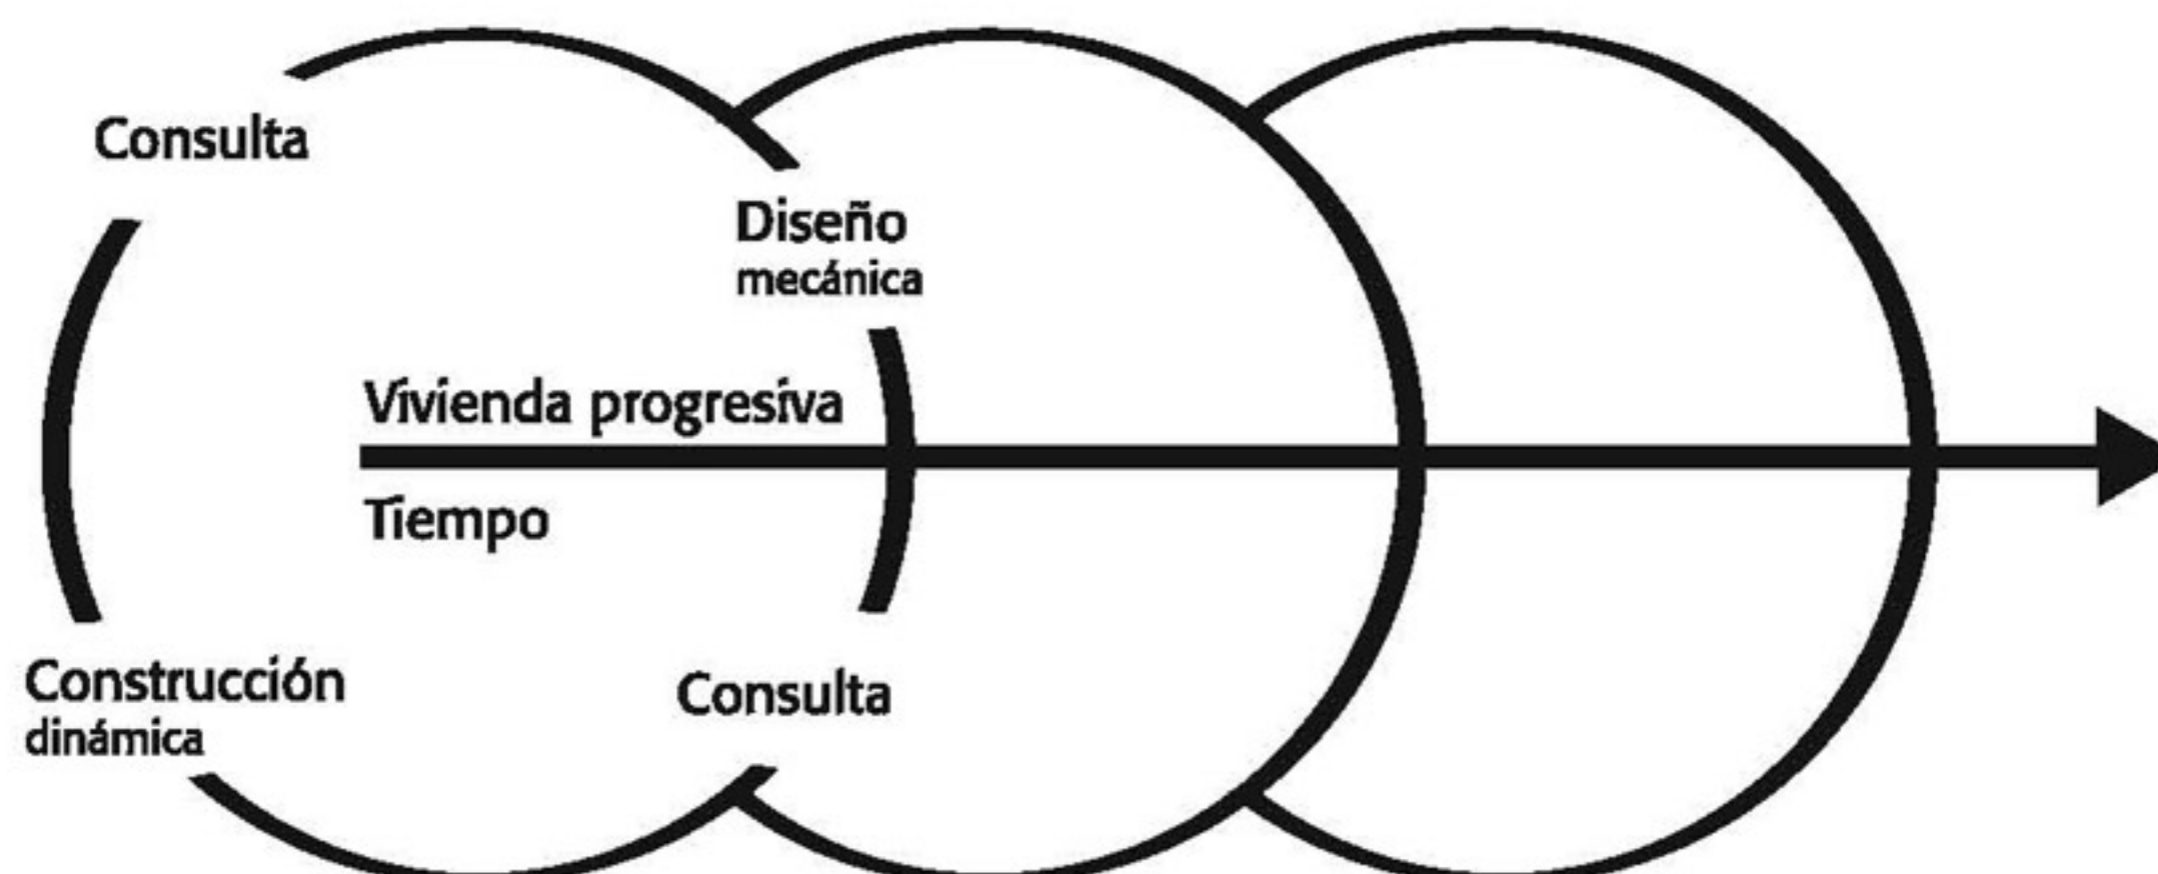 Consulta
Diseño
mecánica
Vivienda progresiva
Tiempo
Construcción
dinámica
Consulta